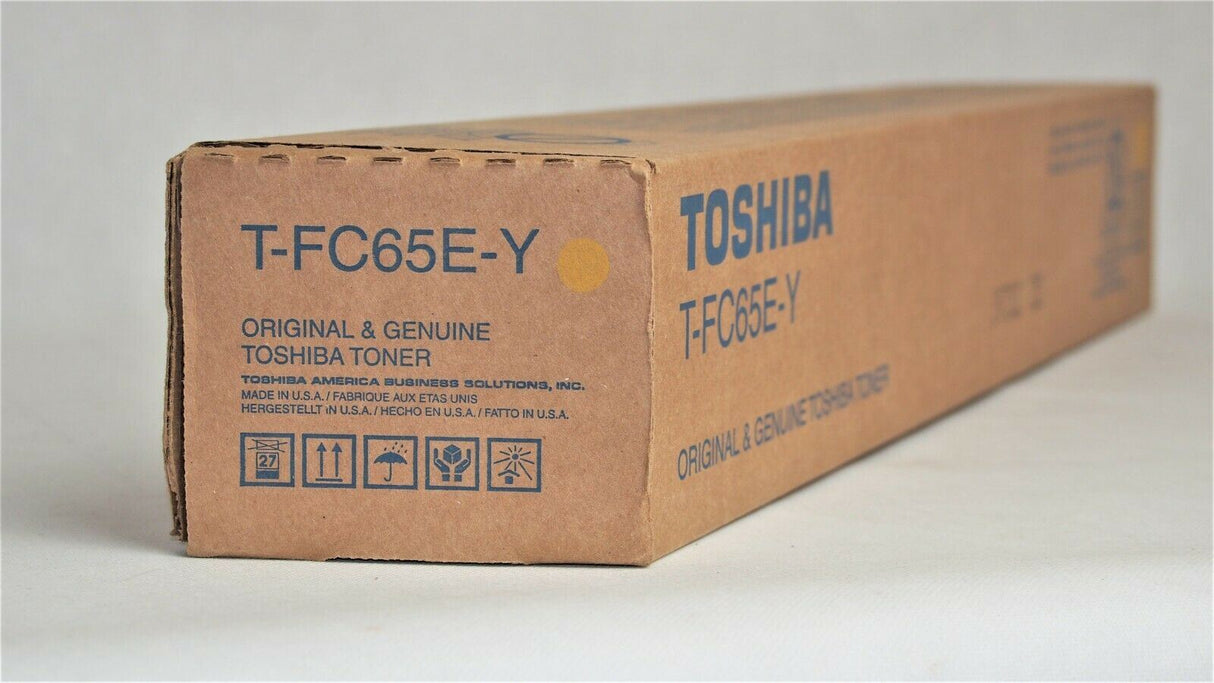 T-FC65E-Y
ORIGINAL & GENUINE
TOSHIBA TONER
TOSHIBA AMERICA BUSINESS SOLUTIONS, INC.
MADE IN U.S.A. / FABRIQUE AUX ETAS UNIS
HERGESTELLT iN U.S.A. / HECHO EN U.S.A. / FATTO IN U.S.A.
27
TOSHIBA
T-FC65E-Y
ORIGINAL & GENUINE TOSHIBA TONER